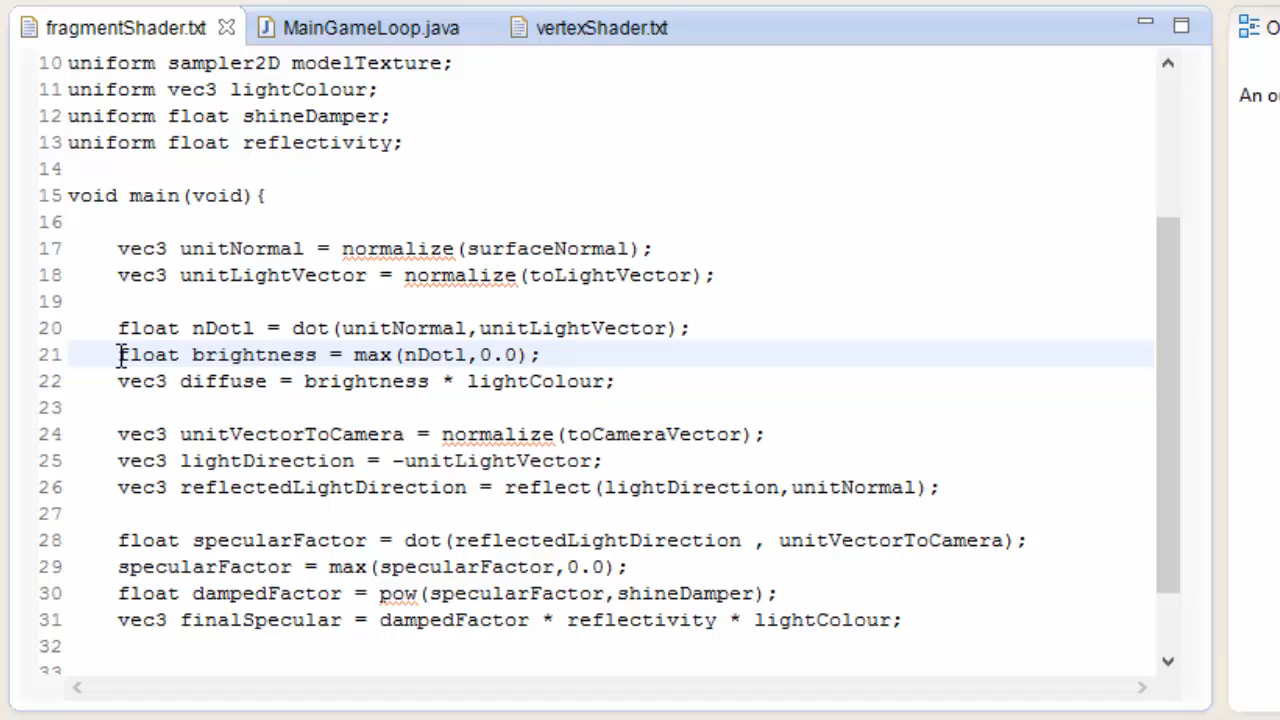 fragmentShader.txt MainGameLoop.java vertexShader.txt
10 uniform sampler2D modelTexture;
11 uniform vec3 lightColour;
12 uniform float shineDamper;
13 uniform float reflectivity;
14
15 void main(void){
16
17 vec3 unitNormal = normalize(surfaceNormal);
18 vec3 unitLightVector = normalize(toLightVector);
19
20 float nDotl = dot(unitNormal,unitLightVector);
21 float brightness = max(nDotl,0.0);
22 vec3 diffuse = brightness * lightColour;
23
24 vec3 unitVectorToCamera = normalize(toCameraVector);
25 vec3 lightDirection = -unitLightVector;
26 vec3 reflectedLightDirection = reflect(lightDirection,unitNormal);
27
28 float specularFactor = dot(reflectedLightDirection , unitVectorToCamera);
29 specularFactor = max(specularFactor,0.0);
30 float dampedFactor = pow(specularFactor,shineDamper);
31 vec3 finalSpecular = dampedFactor * reflectivity * lightColour;
32
33
An